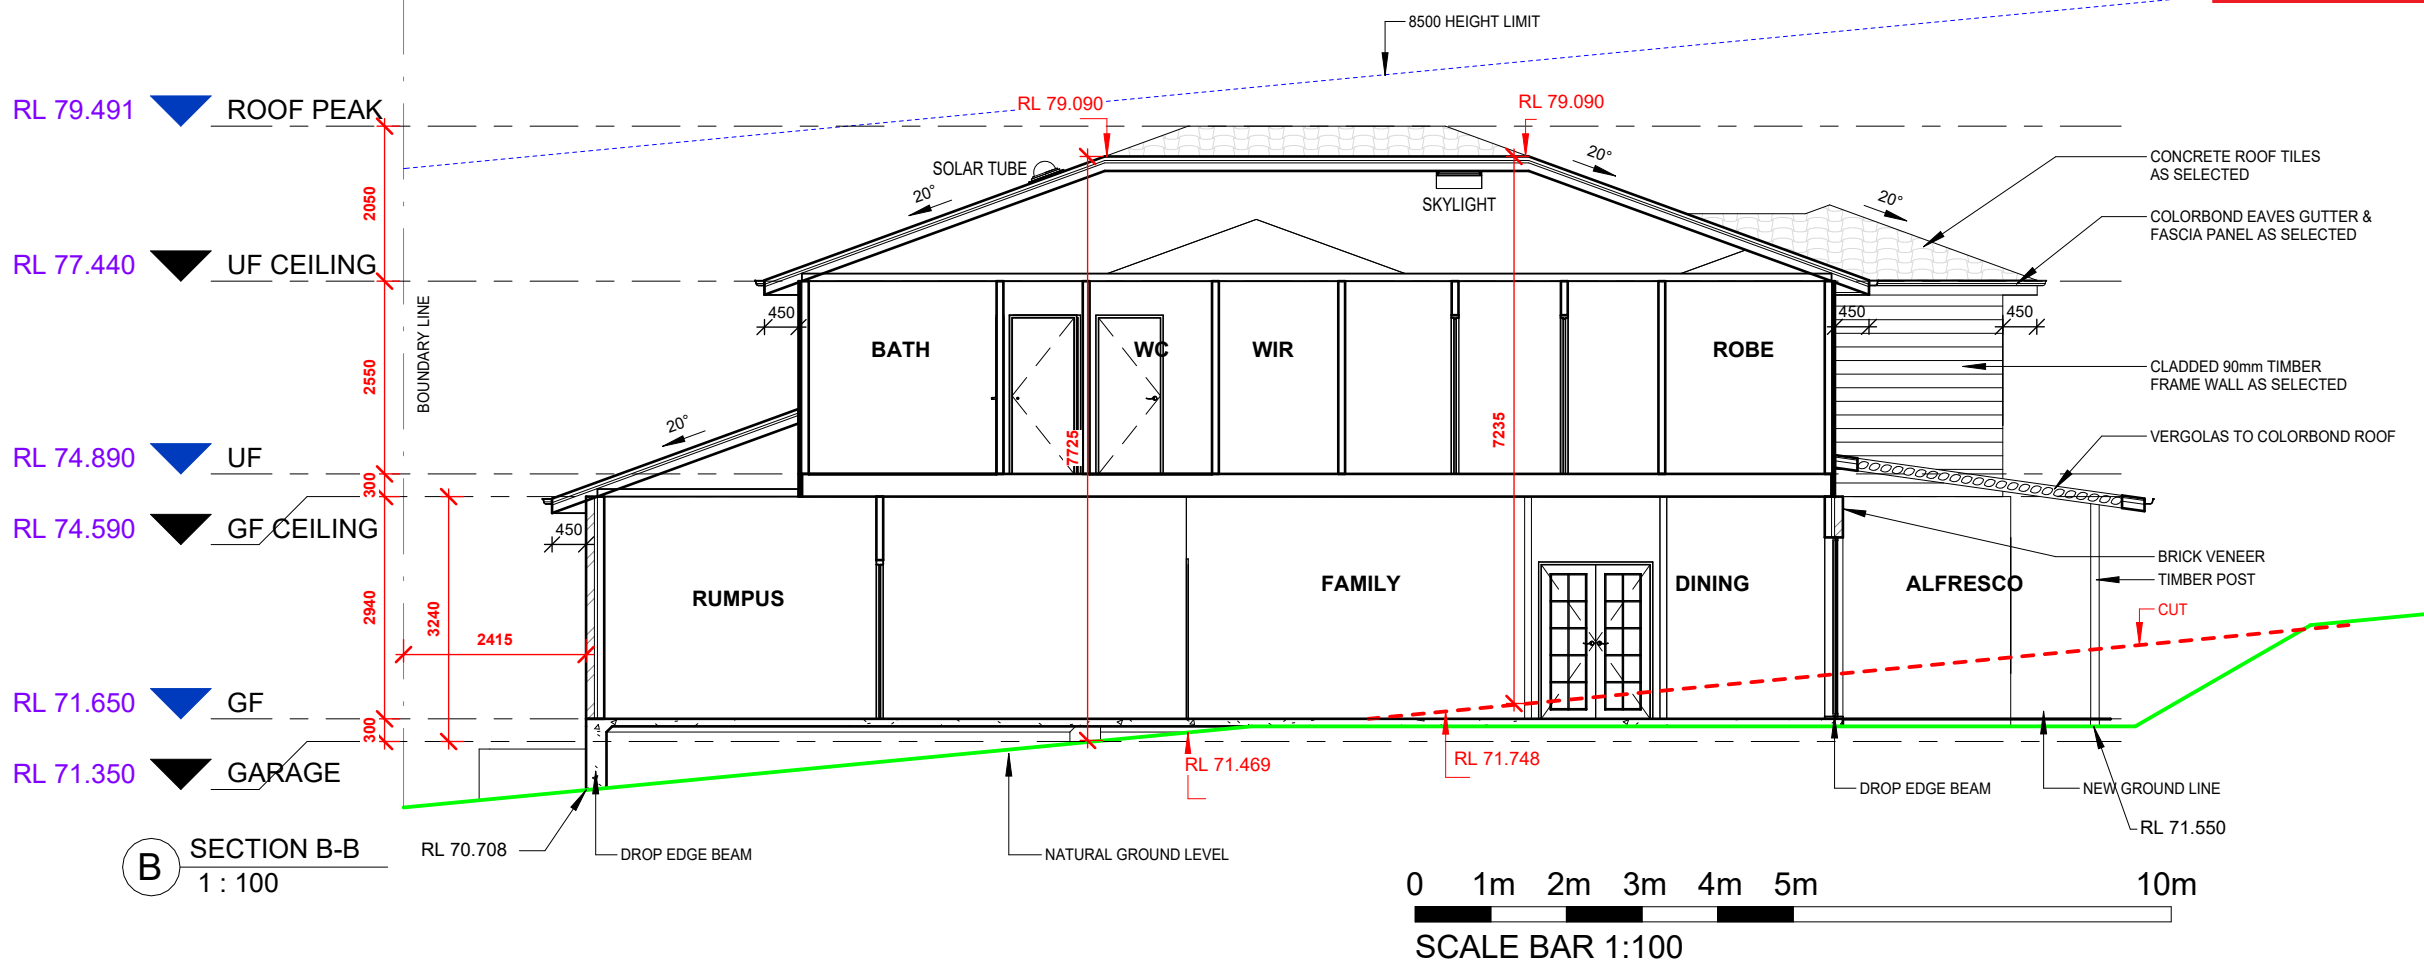 8500 HEIGHT LIMIT
RL 79.491 ROOF PEAK
RL 79.090
RL 79.090
SOLAR TUBE
20°
20°
20°
SKYLIGHT
CONCRETE ROOF TILES
AS SELECTED
COLORBOND EAVES GUTTER &
FASCIA PANEL AS SELECTED
2050
RL 77.440 UF CEILING
BOUNDARY LINE
450
450
450
2550
BATH
WC
WIR
ROBE
CLADDED 90mm TIMBER
FRAME WALL AS SELECTED
20°
7725
7235
VERGOLAS TO COLORBOND ROOF
RL 74.890 UF
300
RL 74.590 GF CEILING
450
BRICK VENEER
TIMBER POST
CUT
2940
3240
2415
RUMPUS
FAMILY
DINING
ALFRESCO
RL 71.650 GF
300
RL 71.350 GARAGE
RL 71.469
RL 71.748
DROP EDGE BEAM
NEW GROUND LINE
RL 71.550
RL 70.708
DROP EDGE BEAM
NATURAL GROUND LEVEL
B
SECTION B-B
1 : 100
0 1m 2m 3m 4m 5m 10m
SCALE BAR 1:100